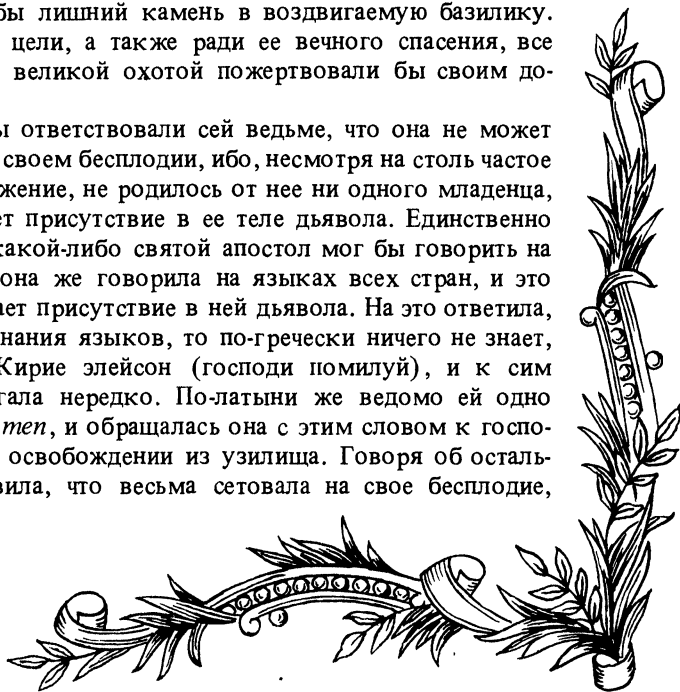 бы лишний камень в воздвигаемую базилику.
цели, а также ради ее вечного спасения, все
великой охотой пожертвовали бы своим до-
ы ответствовали сей ведьме, что она не может
своем бесплодии, ибо, несмотря на столь частое
жение, не родилось от нее ни одного младенца,
ет присутствие в ее теле дьявола. Единственно
какой-либо святой апостол мог бы говорить на
она же говорила на языках всех стран, и это
ает присутствие в ней дьявола. На это ответила,
нания языков, то по-гречески ничего не знает,
Кирие элейсон (господи помилуй), и к сим
гала нередко. По-латыни же ведомо ей одно
men, и обращалась она с этим словом к госпо-
освобождении из узилища. Говоря об осталь-
вила, что весьма сетовала на свое бесплодие,